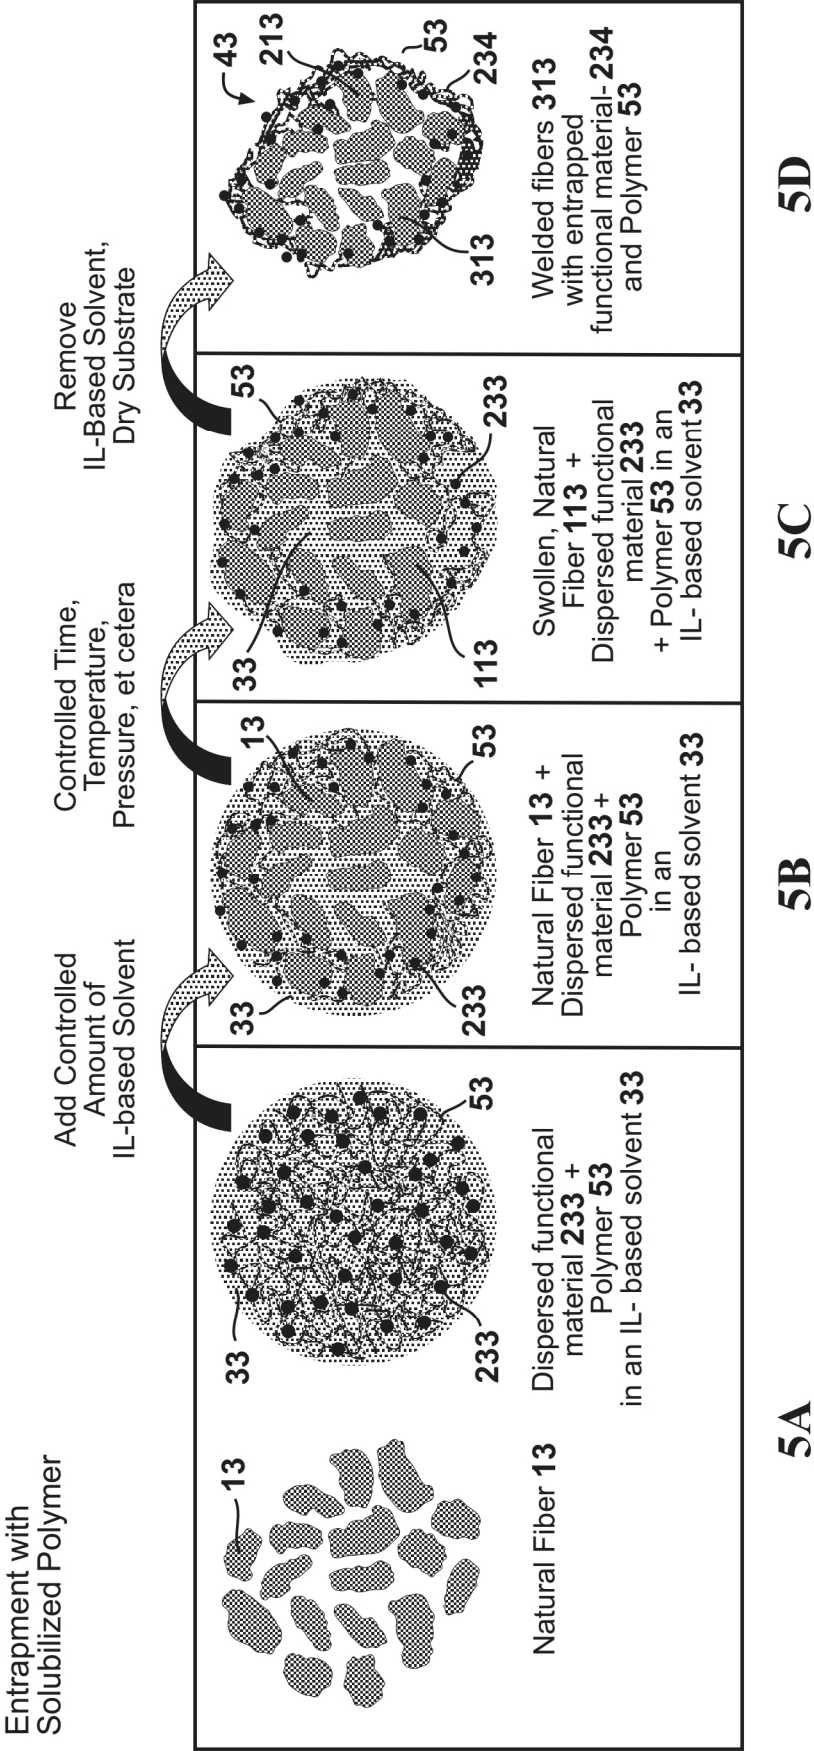 Entrapment with
Solubilized Polymer
Add Controlled
Amount of
IL-based Solvent
Controlled Time,
Temperature,
Pressure, et cetera
Remove
IL-Based Solvent,
Dry Substrate
13
Natural Fiber 13
33
53
233
Dispersed functional
material 233 +
Polymer 53
in an IL- based solvent 33
33
13
53
233
Natural Fiber 13 +
Dispersed functional
material 233 +
Polymer 53
in an
IL- based solvent 33
33
53
113
233
Swollen, Natural
Fiber 113 +
Dispersed functional
material 233
+ Polymer 53 in an
IL- based solvent 33
43
213
53
234
313
Welded fibers 313
with entrapped
functional material- 234
and Polymer 53
5A
5B
5C
5D